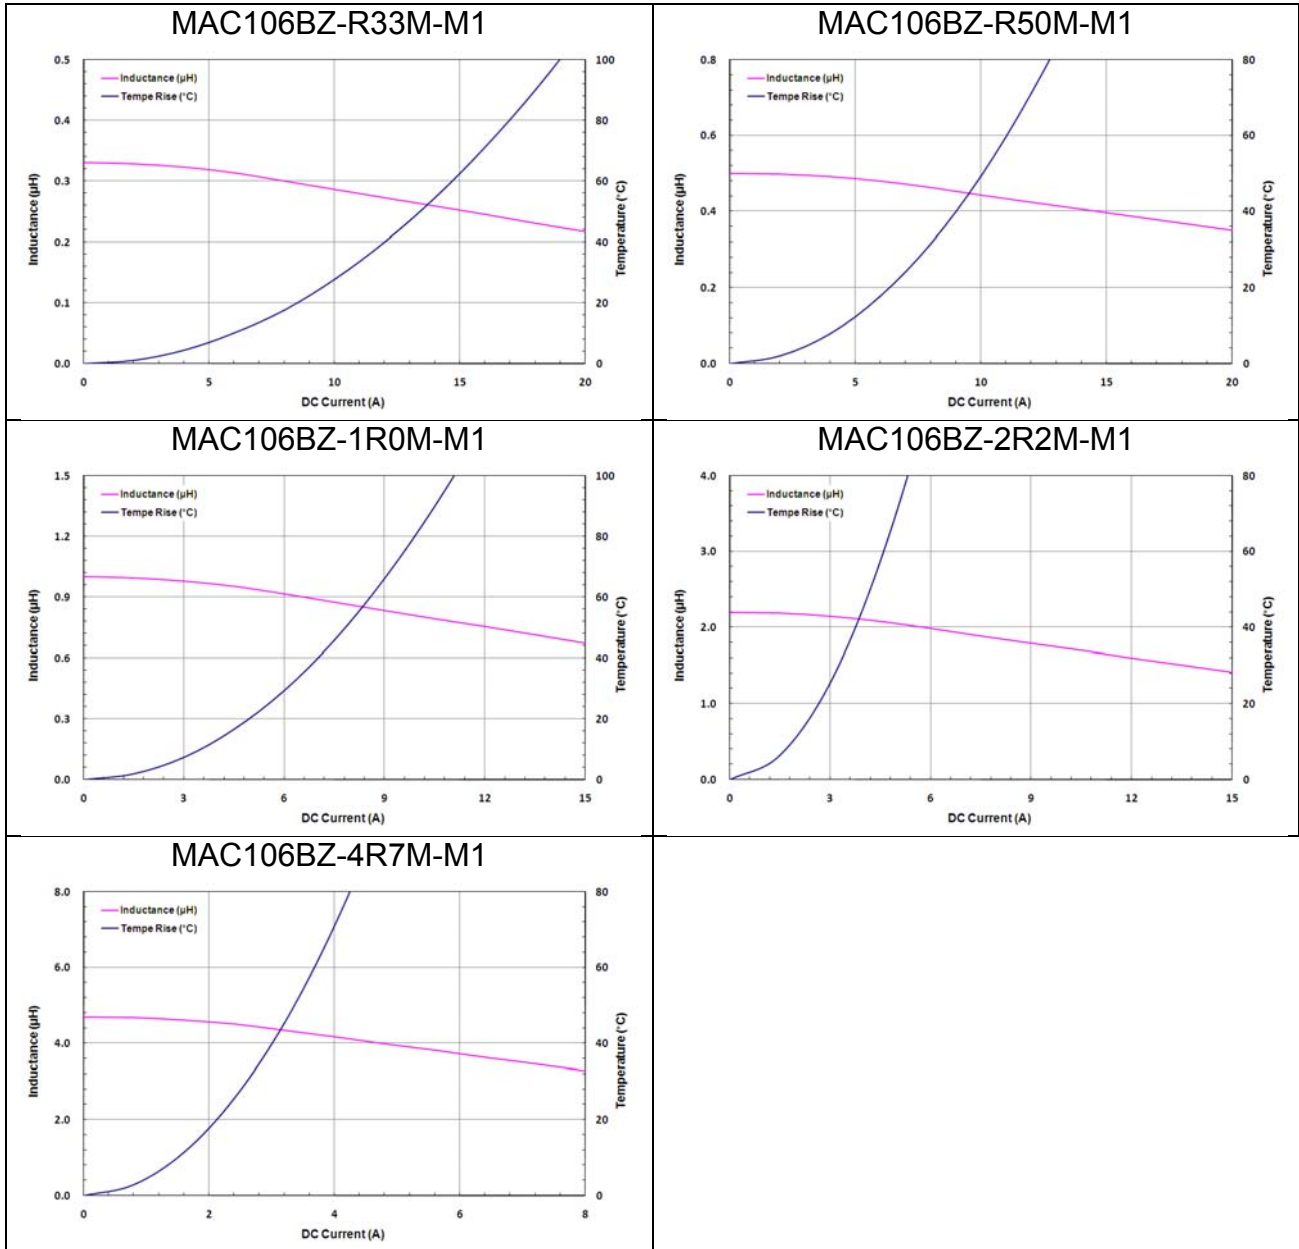 MAC106BZ-R33M-M1
0.5
0.4
0.3
0.2
0.1
0.0
Inductance (µH)
Inductance (µH)
Tempe Rise (°C)
100
80
60
40
20
0
Temperature (°C)
0 5 10 15 20
DC Current (A)
MAC106BZ-R50M-M1
0.8
0.6
0.4
0.2
0.0
Inductance (µH)
Inductance (µH)
Tempe Rise (°C)
80
60
40
20
0
Temperature (°C)
0 5 10 15 20
DC Current (A)
MAC106BZ-1R0M-M1
1.5
1.2
0.9
0.6
0.3
0.0
Inductance (µH)
Inductance (µH)
Tempe Rise (°C)
100
80
60
40
20
0
Temperature (°C)
0 3 6 9 12 15
DC Current (A)
MAC106BZ-2R2M-M1
4.0
3.0
2.0
1.0
0.0
Inductance (µH)
Inductance (µH)
Tempe Rise (°C)
80
60
40
20
0
Temperature (°C)
0 3 6 9 12 15
DC Current (A)
MAC106BZ-4R7M-M1
8.0
6.0
4.0
2.0
0.0
Inductance (µH)
Inductance (µH)
Tempe Rise (°C)
80
60
40
20
0
Temperature (°C)
0 2 4 6 8
DC Current (A)